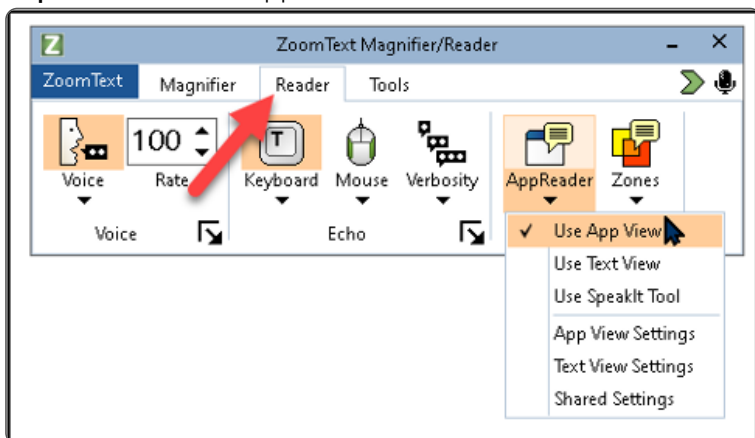 ZoomText Magnifier/Reader
ZoomText Magnifier Reader Tools
100
T
Voice Rate Keyboard Mouse Verbosity AppReader Zones
Voice Echo
✓ Use App View
Use Text View
Use SpeakIt Tool
App View Settings
Text View Settings
Shared Settings